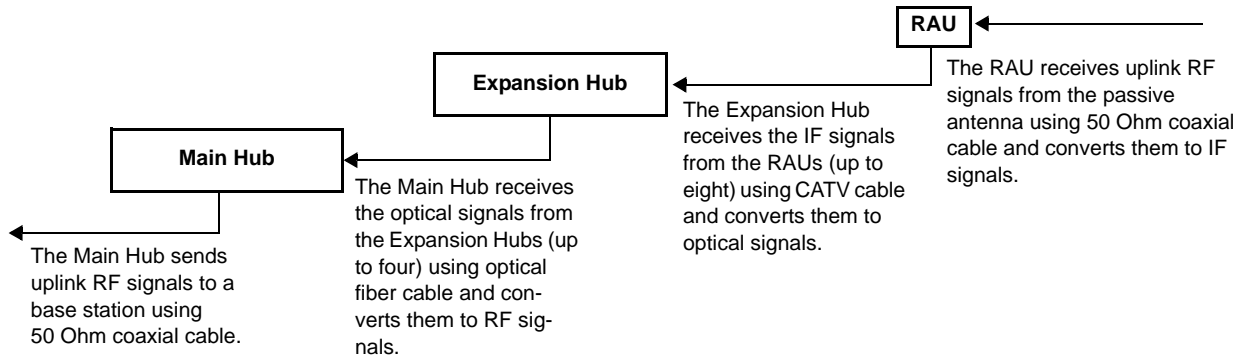 RAU
The RAU receives uplink RF
signals from the passive
antenna using 50 Ohm coaxial
cable and converts them to IF
signals.
Expansion Hub
The Expansion Hub
receives the IF signals
from the RAUs (up to
eight) using CATV cable
and converts them to
optical signals.
Main Hub
The Main Hub receives
the optical signals from
the Expansion Hubs (up
to four) using optical
fiber cable and con-
verts them to RF sig-
nals.
The Main Hub sends
uplink RF signals to a
base station using
50 Ohm coaxial cable.